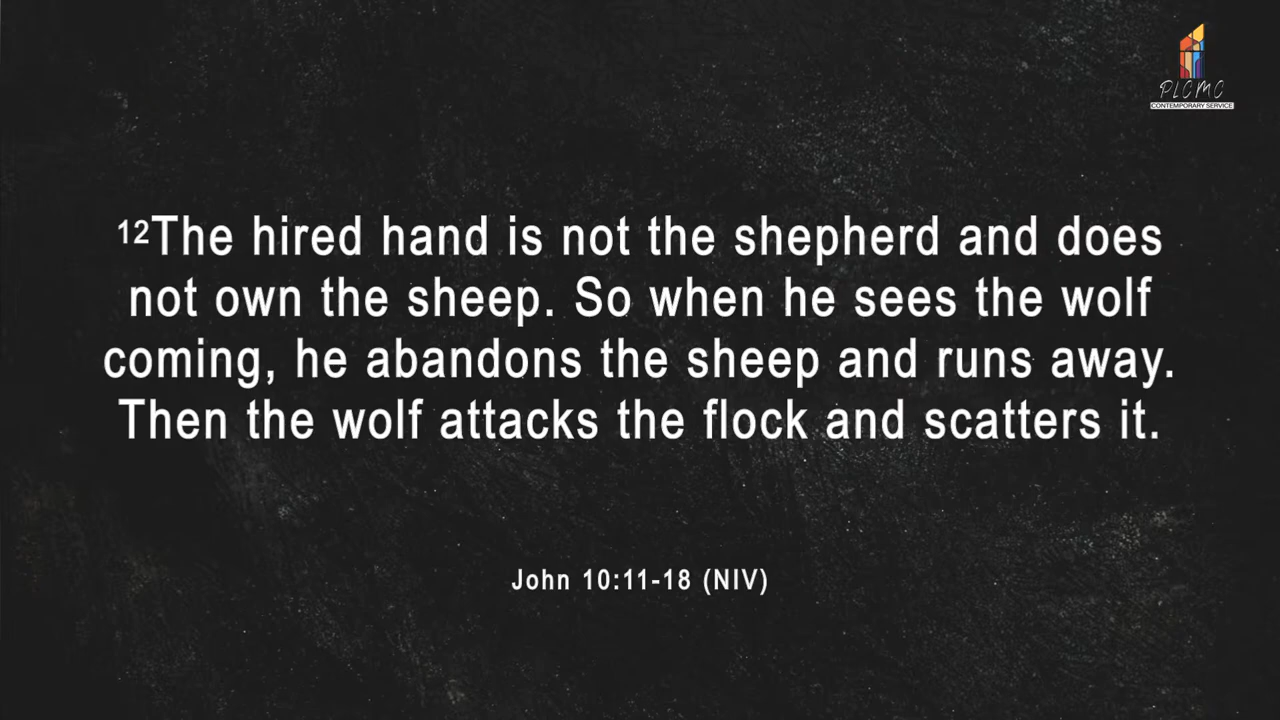 PLCMC
CONTEMPORARY SERVICE
12The hired hand is not the shepherd and does
not own the sheep. So when he sees the wolf
coming, he abandons the sheep and runs away.
Then the wolf attacks the flock and scatters it.
John 10:11-18 (NIV)